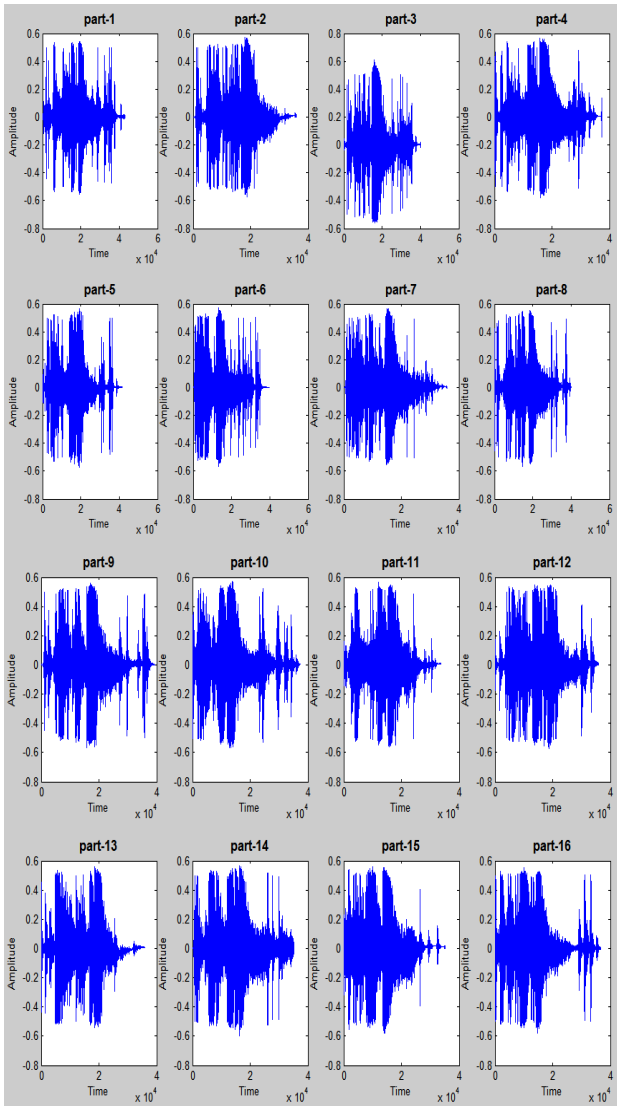 part-1
0.6
0.4
0.2
0
-0.2
-0.4
-0.6
-0.8
Amplitude
0 2 4 6
Time
x 10^4
part-2
0.6
0.4
0.2
0
-0.2
-0.4
-0.6
-0.8
Amplitude
0 2 4
Time
x 10^4
part-3
0.8
0.6
0.4
0.2
0
-0.2
-0.4
-0.6
0.8
Amplitude
0 2 4 6
Time
x 10^4
part-4
0.6
0.4
0.2
0
-0.2
-0.4
-0.6
-0.8
Amplitude
0 2 4
Time
x 10^4
part-5
0.6
0.4
0.2
0
-0.2
-0.4
-0.6
-0.8
Amplitude
0 2 4 6
Time
x 10^4
part-6
0.6
0.4
0.2
0
-0.2
-0.4
-0.6
-0.8
Amplitude
0 2 4 6
Time
x 10^4
part-7
0.6
0.4
0.2
0
-0.2
-0.4
-0.6
-0.8
Amplitude
0 2 4
Time
x 10^4
part-8
0.6
0.4
0.2
0
-0.2
-0.4
-0.6
-0.8
Amplitude
0 2 4 6
Time
x 10^4
part-9
0.6
0.4
0.2
0
-0.2
-0.4
-0.6
-0.8
Amplitude
0 2 4
Time
x 10^4
part-10
0.6
0.4
0.2
0
-0.2
-0.4
-0.6
-0.8
Amplitude
0 2 4
Time
x 10^4
part-11
0.6
0.4
0.2
0
-0.2
-0.4
-0.6
-0.8
Amplitude
0 2 4
Time
x 10^4
part-12
0.6
0.4
0.2
0
-0.2
-0.4
-0.6
-0.8
Amplitude
0 2 4
Time
x 10^4
part-13
0.6
0.4
0.2
0
-0.2
-0.4
-0.6
-0.8
Amplitude
0 2 4
Time
x 10^4
part-14
0.6
0.4
0.2
0
-0.2
-0.4
-0.6
-0.8
Amplitude
0 2 4
Time
x 10^4
part-15
0.6
0.4
0.2
0
-0.2
-0.4
-0.6
-0.8
Amplitude
0 2 4
Time
x 10^4
part-16
0.6
0.4
0.2
0
-0.2
-0.4
-0.6
-0.8
Amplitude
0 2 4
Time
x 10^4